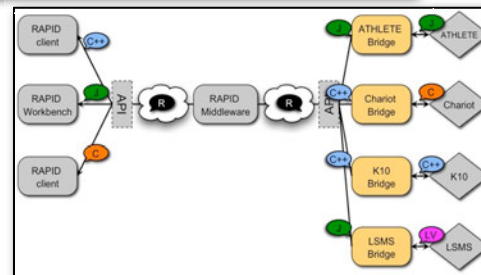 RAPID
client
C++
RAPID
Workbench
J
RAPID
client
C
API
R
RAPID
Middleware
R
AP
J
ATHLETE
Bridge
J
ATHLETE
C++
Chariot
Bridge
C
Chariot
C++
K10
Bridge
C++
K10
J
LSMS
Bridge
LV
LSMS